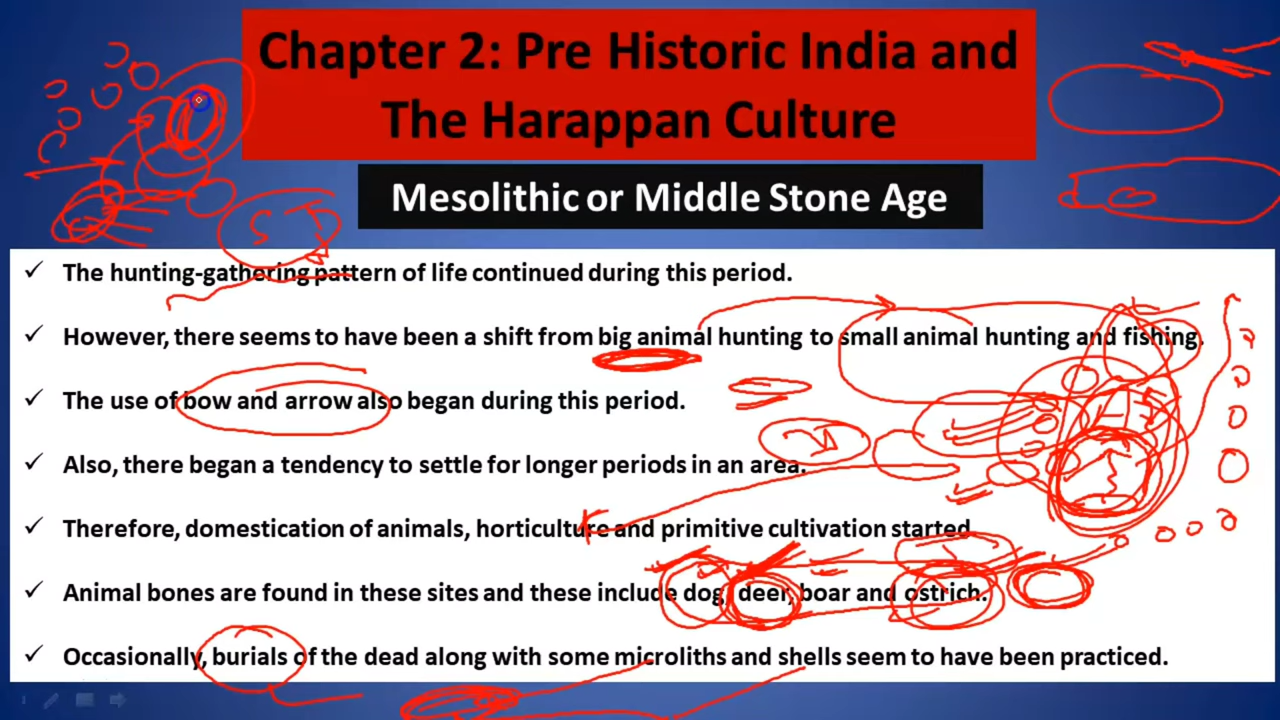 Chapter 2: Pre Historic India and
The Harappan Culture
Mesolithic or Middle Stone Age
✓ The hunting-gathering pattern of life continued during this period.
✓ However, there seems to have been a shift from big animal hunting to small animal hunting and fishing.
✓ The use of bow and arrow also began during this period.
✓ Also, there began a tendency to settle for longer periods in an area.
✓ Therefore, domestication of animals, horticulture and primitive cultivation started.
✓ Animal bones are found in these sites and these include dog, deer, boar and ostrich.
✓ Occasionally, burials of the dead along with some microliths and shells seem to have been practiced.